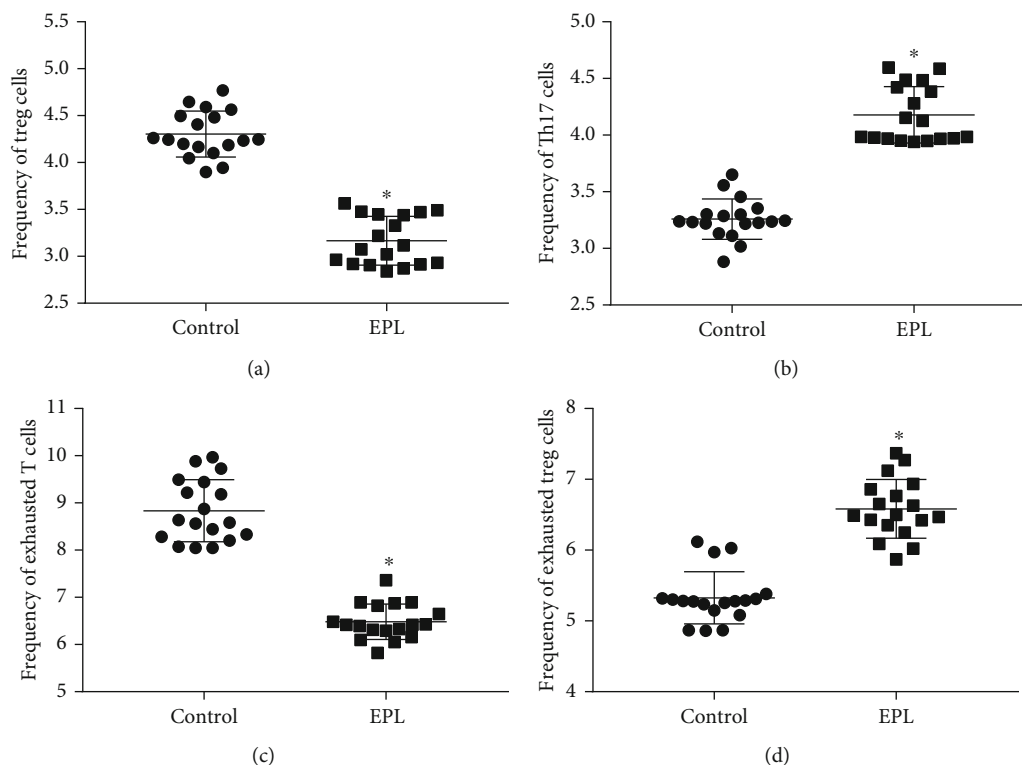 Frequency of treg cells
5.5
5.0
4.5
4.0
3.5
3.0
2.5
*
Control
EPL
(a)
Frequency of Th17 cells
5.0
4.5
4.0
3.5
3.0
2.5
*
Control
EPL
(b)
Frequency of exhausted T cells
11
10
9
8
7
6
5
*
Control
EPL
(c)
Frequency of exhausted treg cells
8
7
6
5
4
*
Control
EPL
(d)